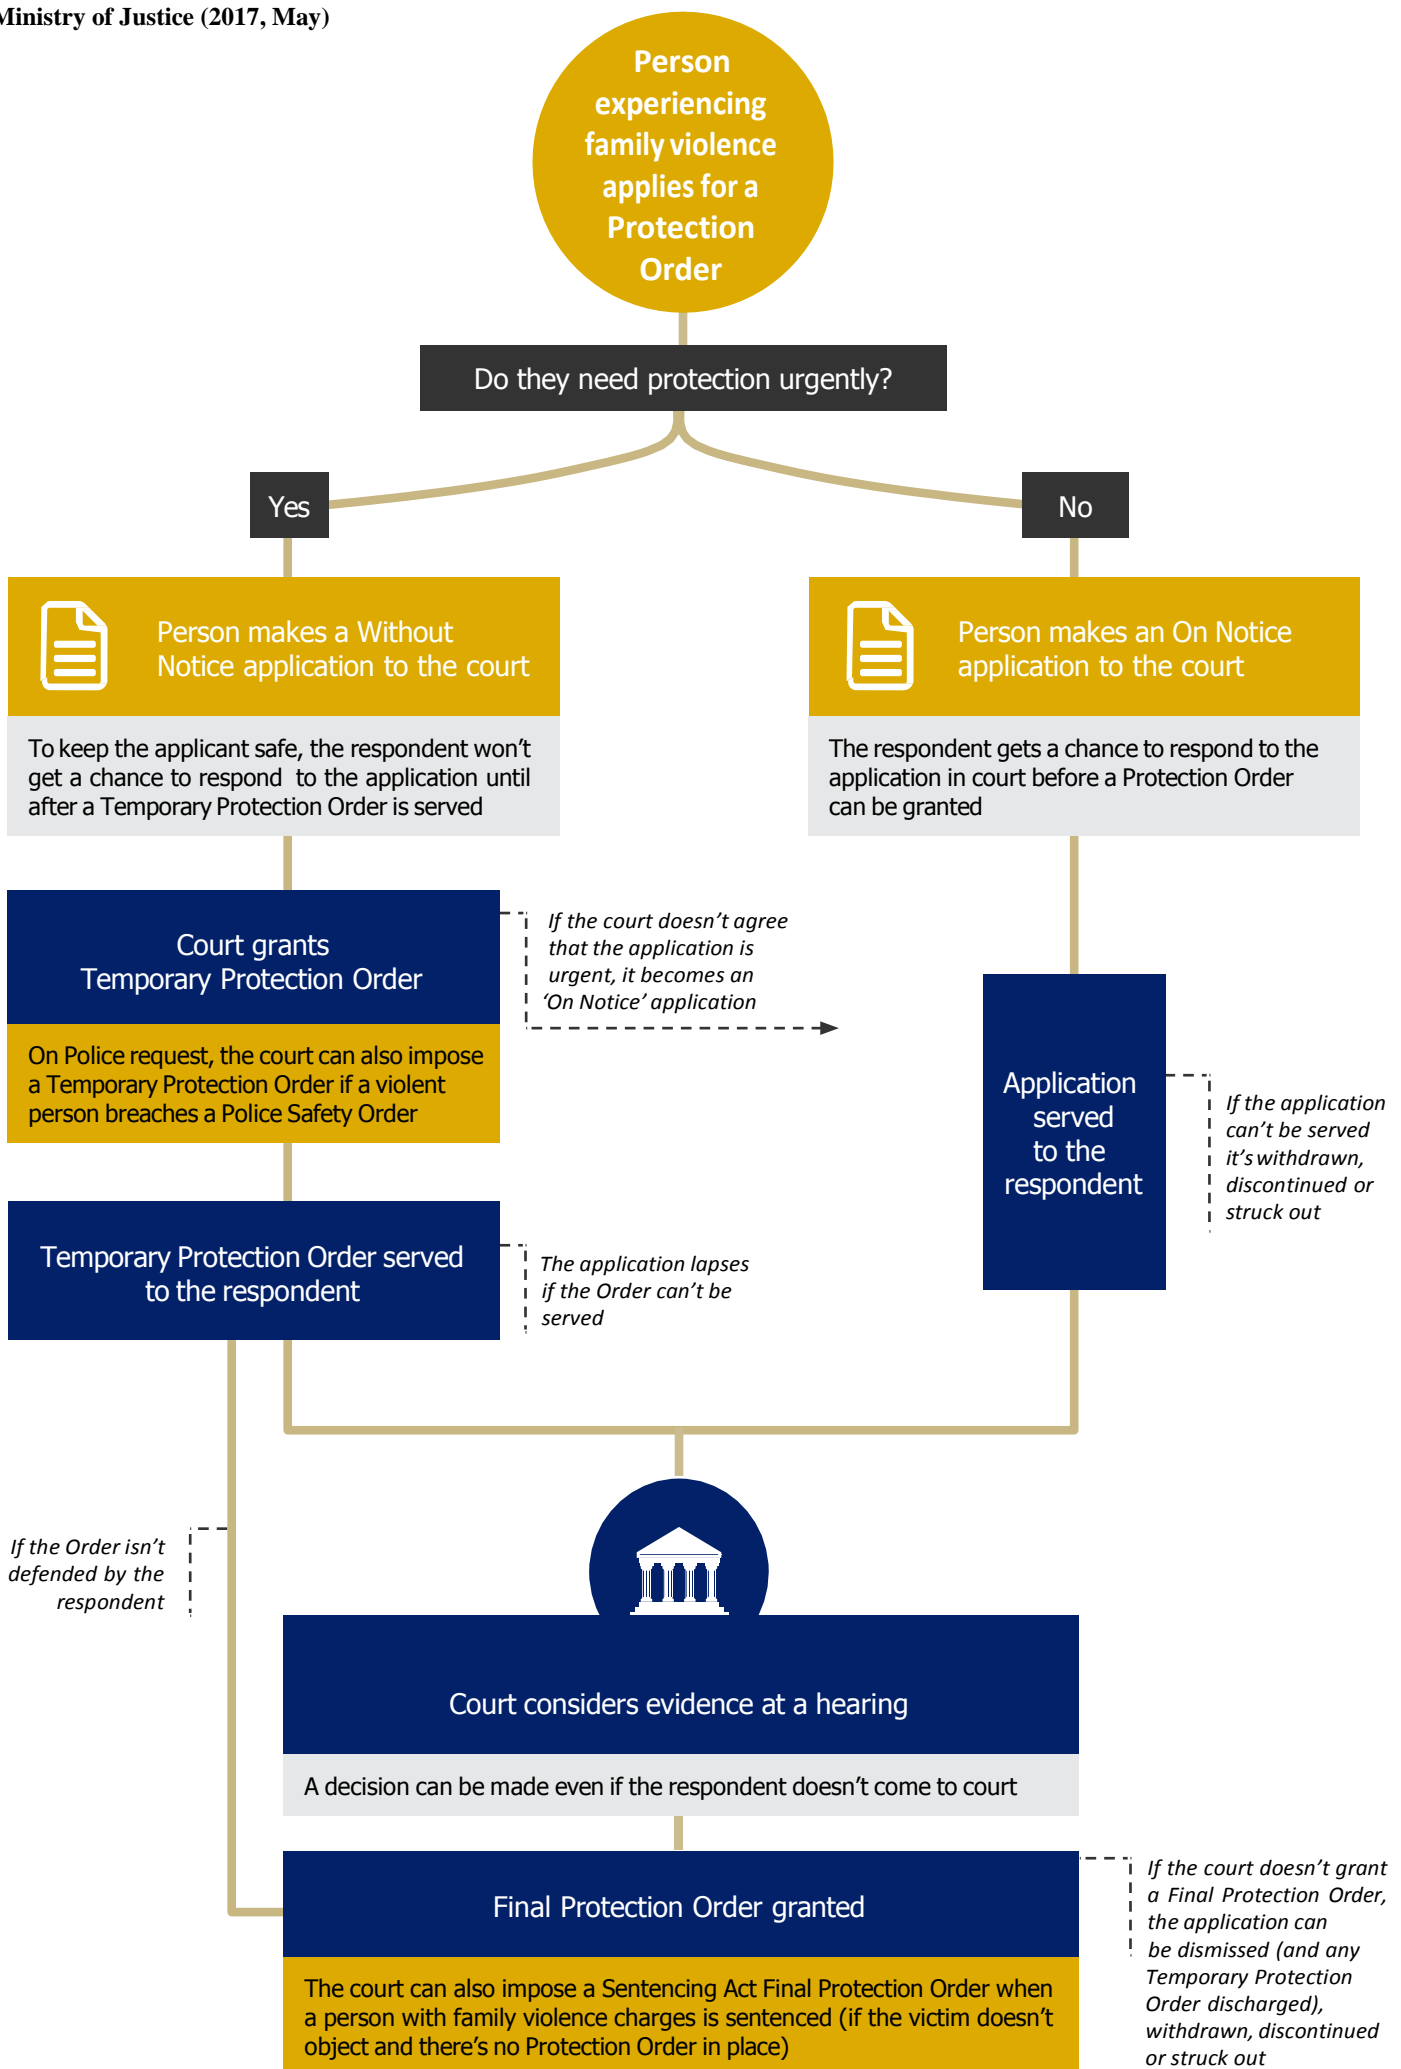 Ministry of Justice (2017, May)
Person
experiencing
family violence
applies for a
Protection
Order
Do they need protection urgently?
Yes
No
Person makes a Without
Notice application to the court
To keep the applicant safe, the respondent won't
get a chance to respond to the application until
after a Temporary Protection Order is served
Person makes an On Notice
application to the court
The respondent gets a chance to respond to the
application in court before a Protection Order
can be granted
Court grants
Temporary Protection Order
If the court doesn't agree
that the application is
urgent, it becomes an
'On Notice' application
On Police request, the court can also impose
a Temporary Protection Order if a violent
person breaches a Police Safety Order
Application
served
to the
respondent
If the application
can't be served
it's withdrawn,
discontinued or
struck out
Temporary Protection Order served
to the respondent
The application lapses
if the Order can't be
served
If the Order isn't
defended by the
respondent
Court considers evidence at a hearing
A decision can be made even if the respondent doesn't come to court
Final Protection Order granted
The court can also impose a Sentencing Act Final Protection Order when
a person with family violence charges is sentenced (if the victim doesn't
object and there's no Protection Order in place)
If the court doesn't grant
a Final Protection Order,
the application can
be dismissed (and any
Temporary Protection
Order discharged),
withdrawn, discontinued
or struck out